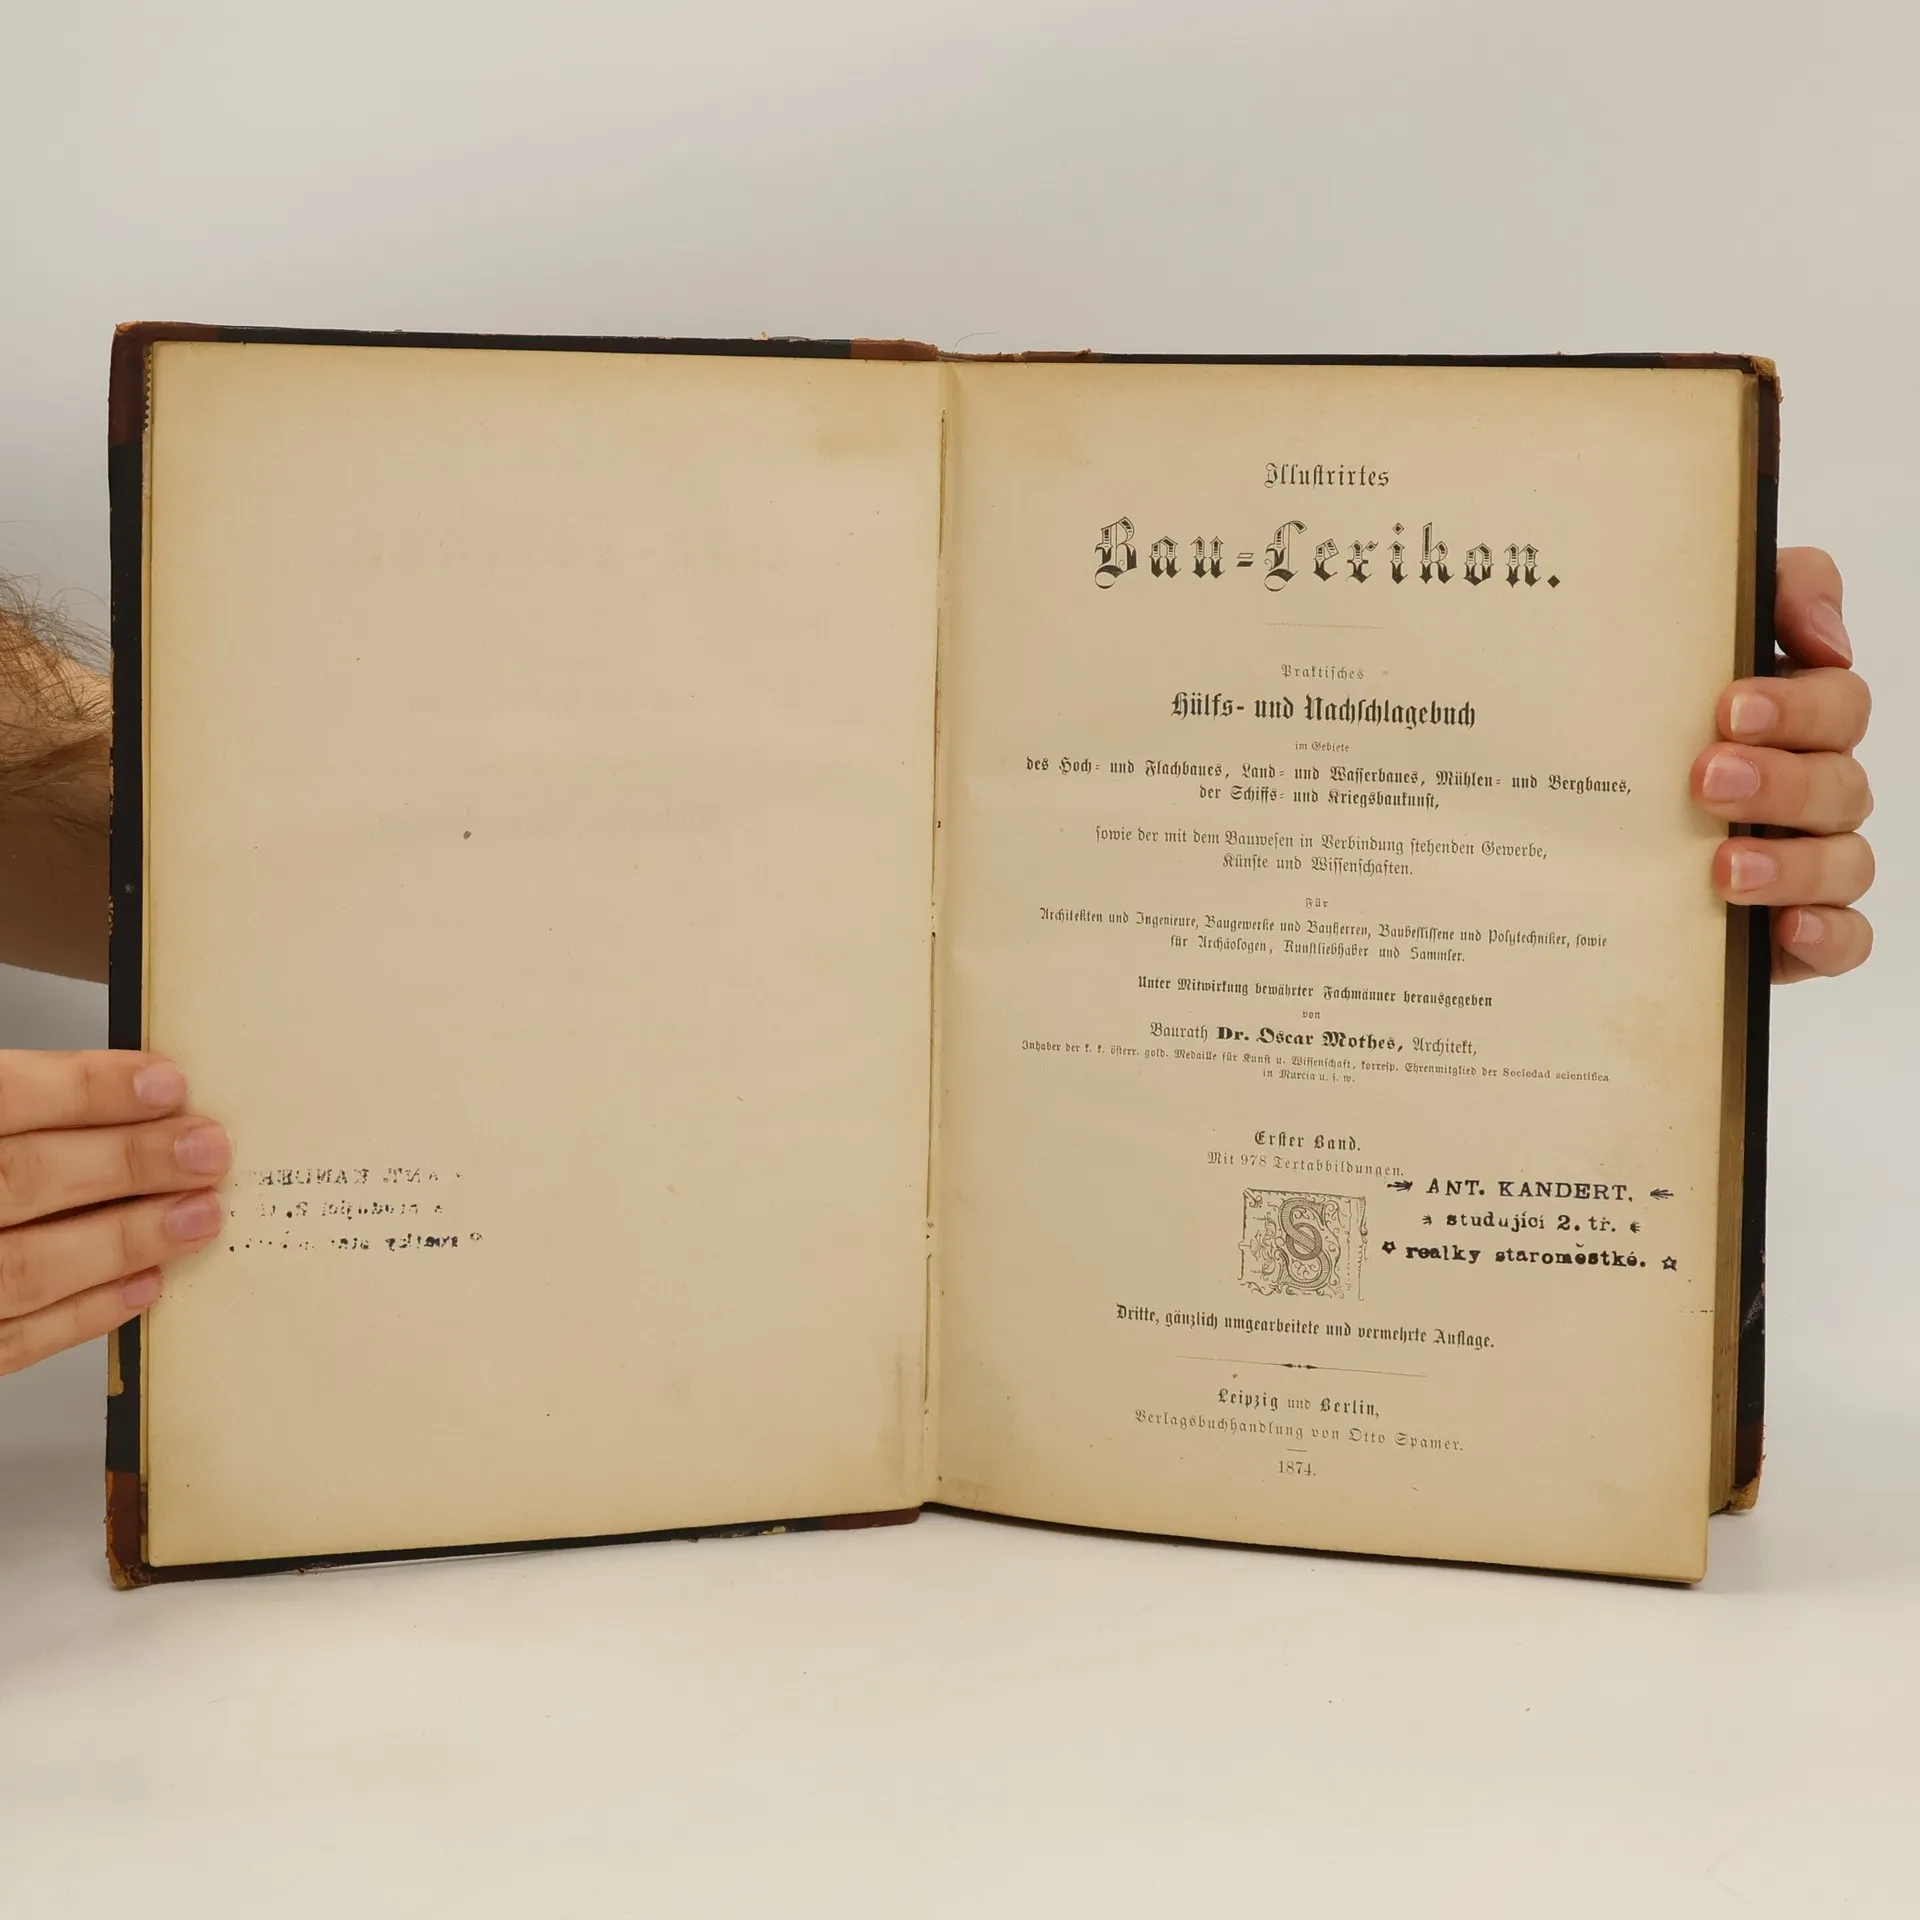 Illustrirtes
Bau-Lexikon.
Praktisches
Hülfs- und Nachschlagebuch
im Gebiete
des Hoch- und Flachbaues, Land- und Wasserbaues, Mühlen- und Bergbaues,
der Schiffs- und Kriegsbaukunst,
sowie der mit dem Bauwesen in Verbindung stehenden Gewerbe,
Künste und Wissenschaften.
Für
Architekten und Ingenieure, Baugewerke und Bauherren, Baubeflissene und Polytechniker, sowie
für Archäologen, Kunstliebhaber und Sammler.
Unter Mitwirkung bewährter Fachmänner herausgegeben
von
Baurath Dr. Oscar Mothes, Architekt,
Inhaber der k. k. österr. gold. Medaille für Kunst u. Wissenschaft, korresp. Ehrenmitglied der Sociedad scientifica
in Murcia u. s. w.
Erster Band.
Mit 978 Textabbildungen.
ANT. KANDERT,
studující 2. tř.
realky staroměstké.
Dritte, gänzlich umgearbeitete und vermehrte Auflage.
Leipzig und Berlin,
Verlagsbuchhandlung von Otto Spamer.
1874.